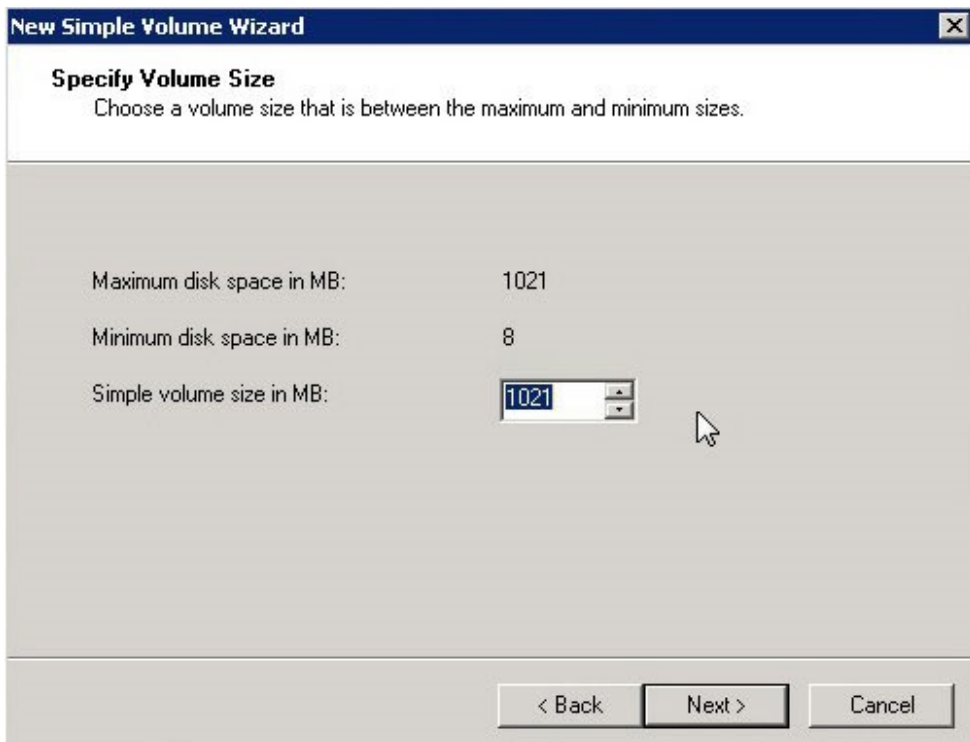 New Simple Volume Wizard
Specify Volume Size
Choose a volume size that is between the maximum and minimum sizes.
Maximum disk space in MB: 1021
Minimum disk space in MB: 8
Simple volume size in MB: 1021
< Back Next > Cancel